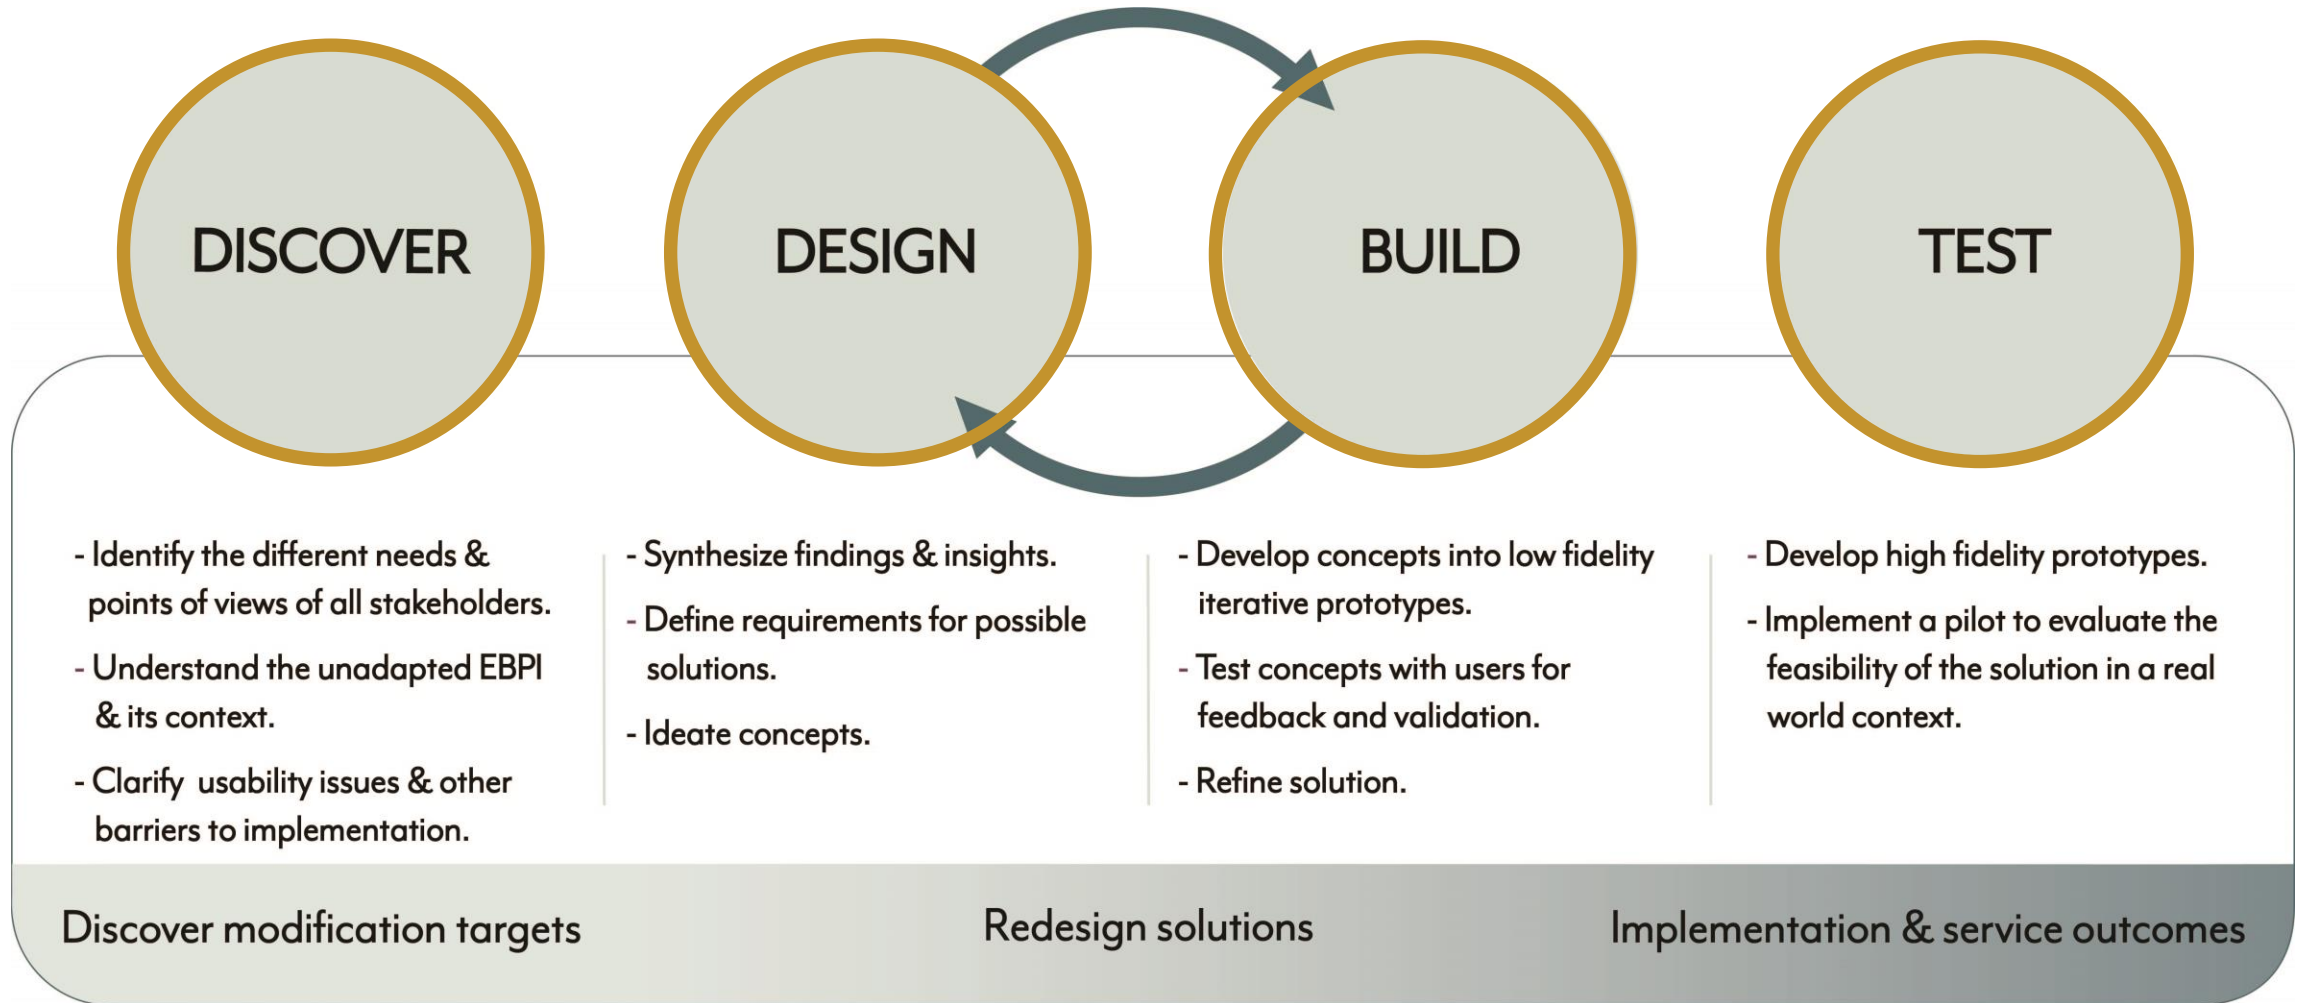 DISCOVER
DESIGN
BUILD
TEST
- Identify the different needs &
points of views of all stakeholders.
- Understand the unadapted EBPI
& its context.
- Clarify usability issues & other
barriers to implementation.
- Synthesize findings & insights.
- Define requirements for possible
solutions.
- Ideate concepts.
- Develop concepts into low fidelity
iterative prototypes.
- Test concepts with users for
feedback and validation.
- Refine solution.
- Develop high fidelity prototypes.
- Implement a pilot to evaluate the
feasibility of the solution in a real
world context.
Discover modification targets
Redesign solutions
Implementation & service outcomes